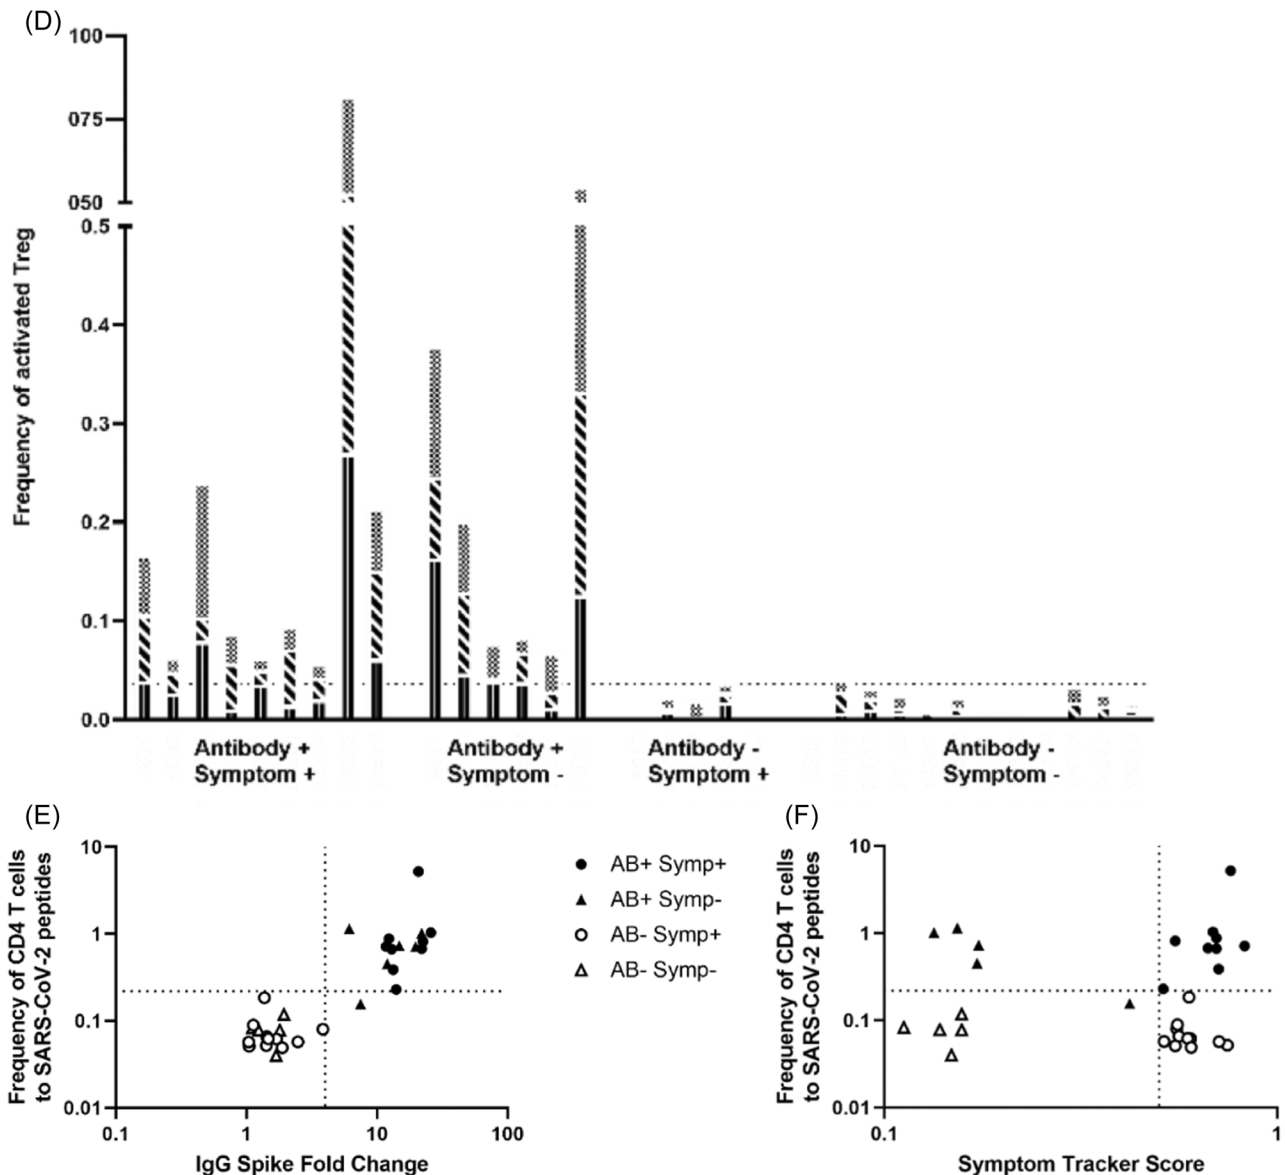 (D)
100
075
050
0.5
0.4
0.3
0.2
0.1
0.0
Frequency of activated Treg
Antibody +
Symptom +
Antibody +
Symptom -
Antibody -
Symptom +
Antibody -
Symptom -
(E)
Frequency of CD4 T cells
to SARS-CoV-2 peptides
10
1
0.1
0.01
0.1
1
10
100
IgG Spike Fold Change
AB+ Symp+
AB+ Symp-
AB- Symp+
AB- Symp-
(F)
Frequency of CD4 T cells
to SARS-CoV-2 peptides
10
1
0.1
0.01
0.1
1
Symptom Tracker Score